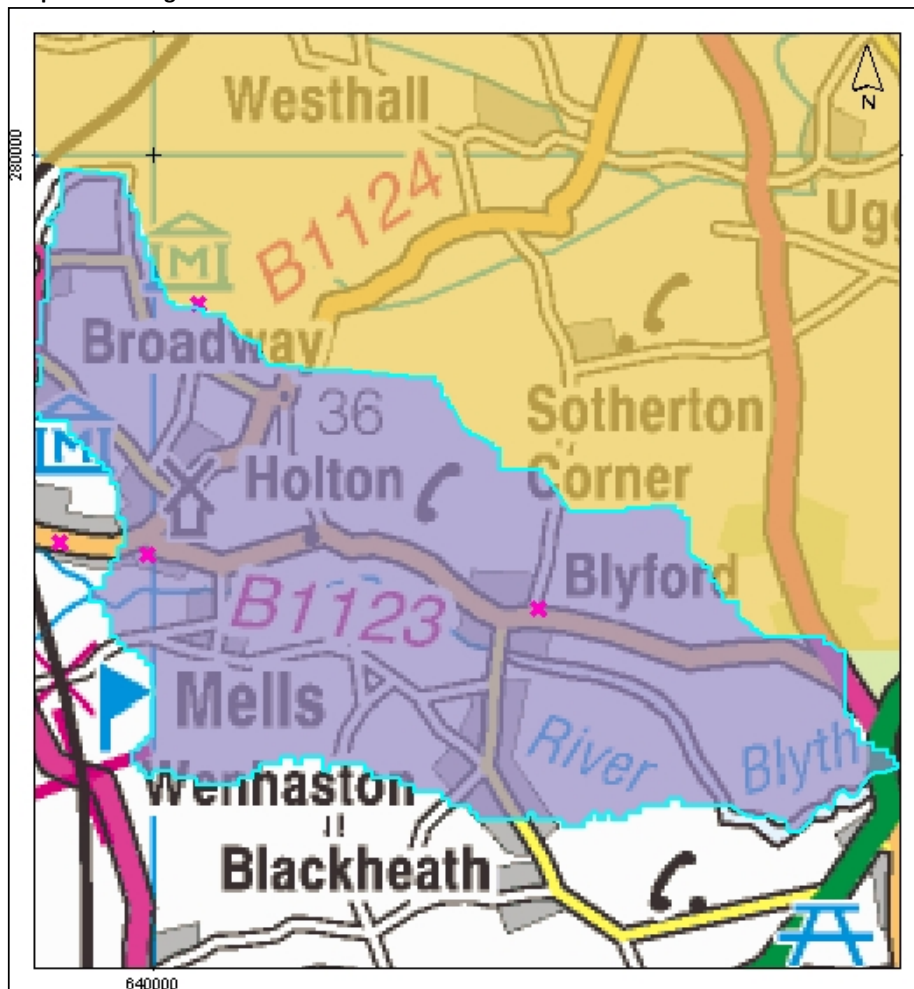 N
Westhall
280000
B1124
Ugg
M
Broadway
36
Sotherton
Corner
M
Holton
Blyford
B1123
Mells
River
Blyth
Wenhaston
Blackheath
640000